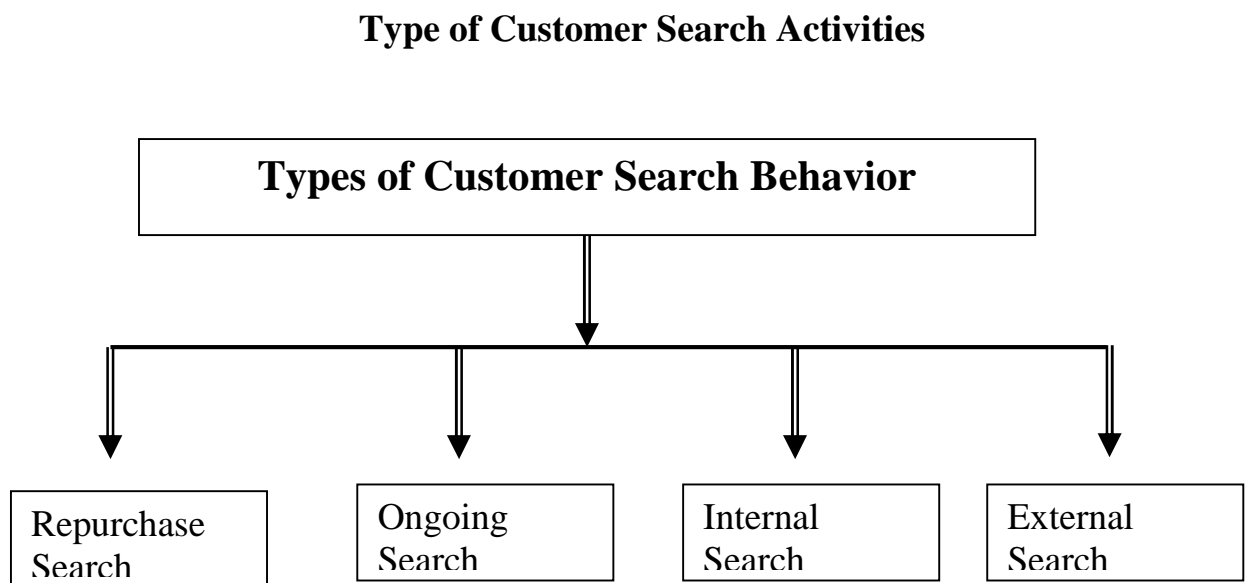 Type of Customer Search Activities
Types of Customer Search Behavior
Repurchase
Search
Ongoing
Search
Internal
Search
External
Search